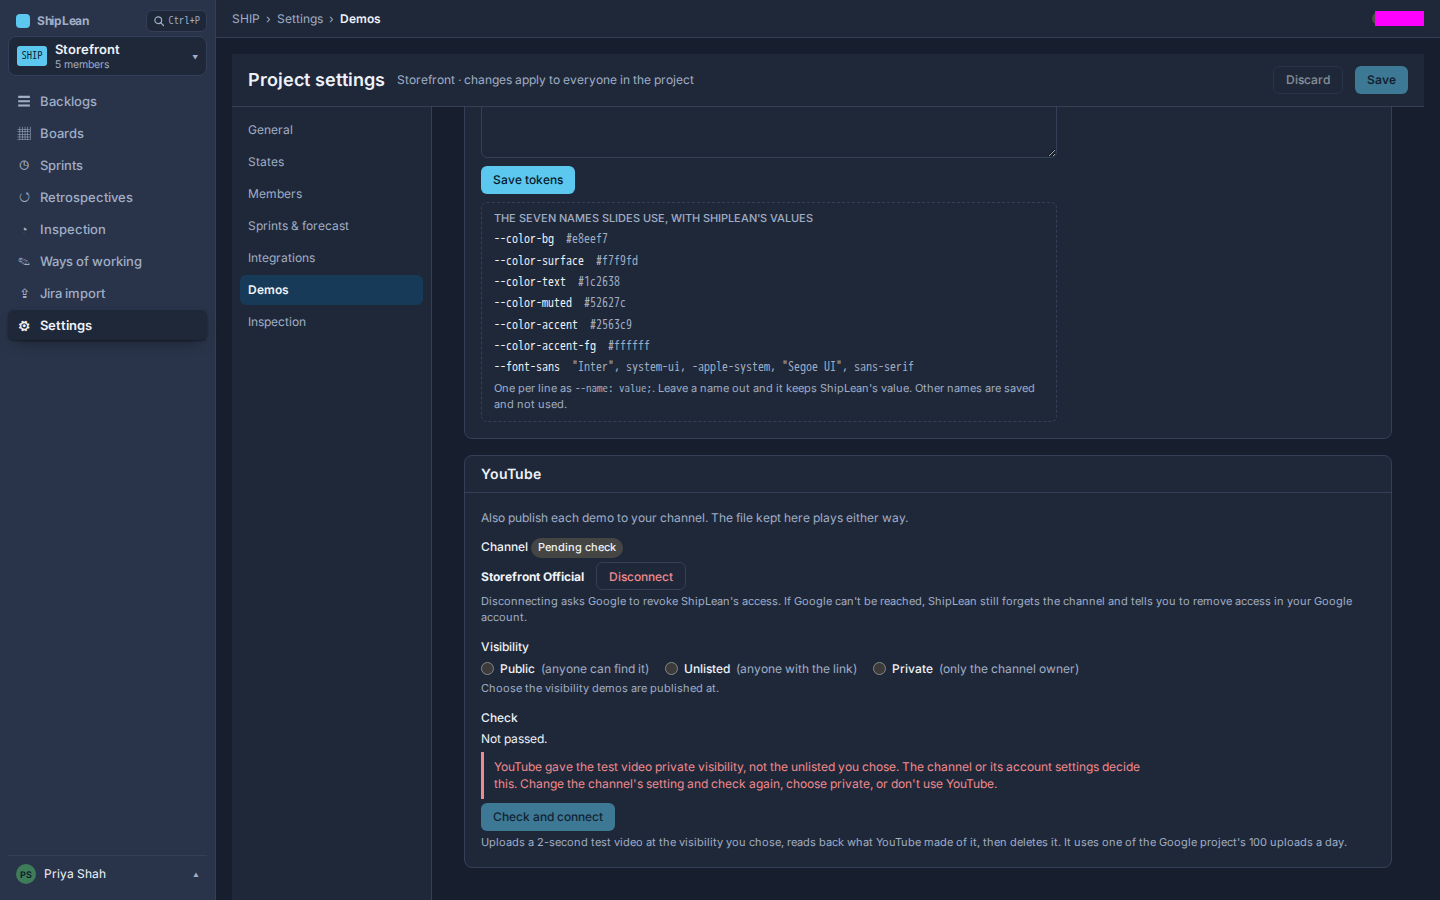 ShipLean
Ctrl+P
SHIP
Storefront
5 members
Backlogs
Boards
Sprints
Retrospectives
Inspection
Ways of working
Jira import
Settings
Priya Shah
PS
SHIP › Settings › Demos
Project settings
Storefront · changes apply to everyone in the project
Discard
Save
General
States
Members
Sprints & forecast
Integrations
Demos
Inspection
Save tokens
THE SEVEN NAMES SLIDES USE, WITH SHIPLEAN'S VALUES
--color-bg #e8eef7
--color-surface #f7f9fd
--color-text #1c2638
--color-muted #52627c
--color-accent #2563c9
--color-accent-fg #ffffff
--font-sans "Inter", system-ui, -apple-system, "Segoe UI", sans-serif
One per line as --name: value;. Leave a name out and it keeps ShipLean's value. Other names are saved
and not used.
YouTube
Also publish each demo to your channel. The file kept here plays either way.
Channel Pending check
Storefront Official Disconnect
Disconnecting asks Google to revoke ShipLean's access. If Google can't be reached, ShipLean still forgets the channel and tells you to remove access in your Google
account.
Visibility
Public (anyone can find it) Unlisted (anyone with the link) Private (only the channel owner)
Choose the visibility demos are published at.
Check
Not passed.
YouTube gave the test video private visibility, not the unlisted you chose. The channel or its account settings decide
this. Change the channel's setting and check again, choose private, or don't use YouTube.
Check and connect
Uploads a 2-second test video at the visibility you chose, reads back what YouTube made of it, then deletes it. It uses one of the Google project's 100 uploads a day.